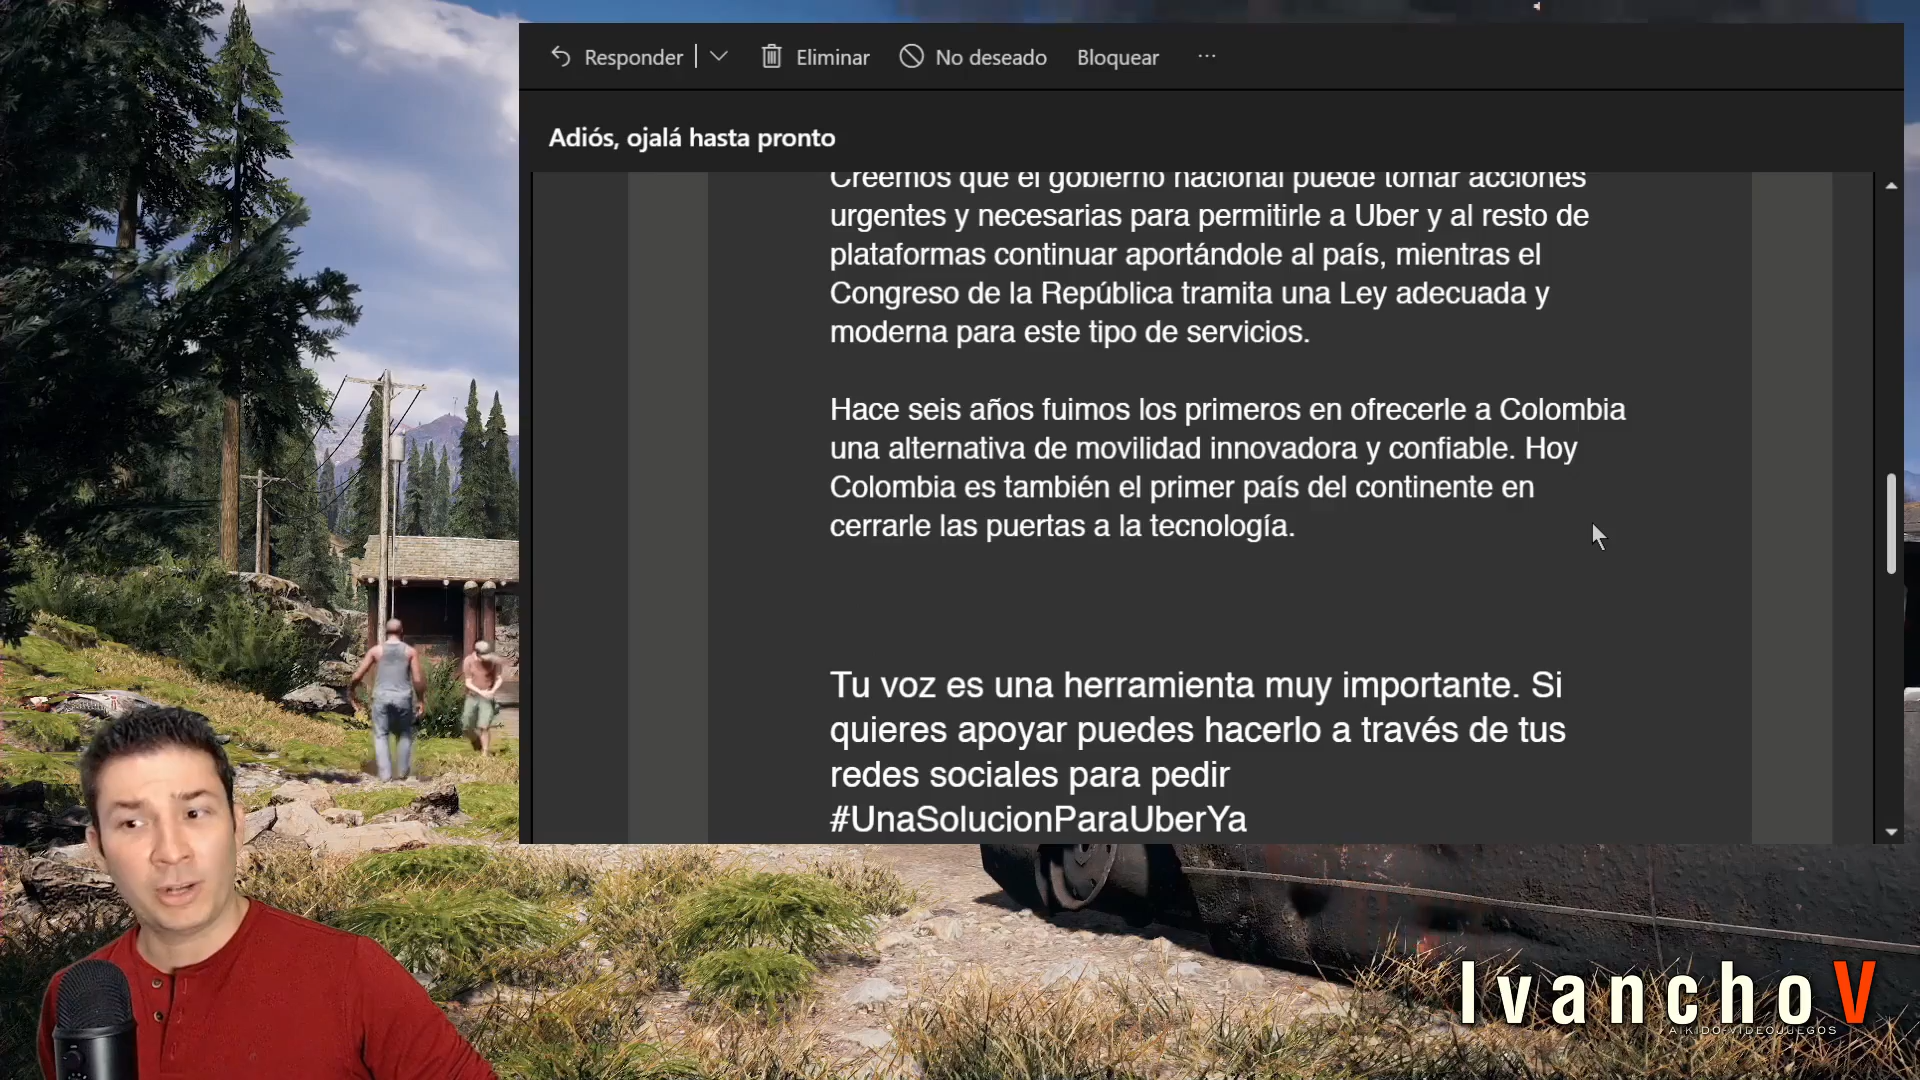 Responder
Eliminar
No deseado
Bloquear
Adiós, ojalá hasta pronto
Creemos que el gobierno nacional puede tomar acciones
urgentes y necesarias para permitirle a Uber y al resto de
plataformas continuar aportándole al país, mientras el
Congreso de la República tramita una Ley adecuada y
moderna para este tipo de servicios.
Hace seis años fuimos los primeros en ofrecerle a Colombia
una alternativa de movilidad innovadora y confiable. Hoy
Colombia es también el primer país del continente en
cerrarle las puertas a la tecnología.
Tu voz es una herramienta muy importante. Si
quieres apoyar puedes hacerlo a través de tus
redes sociales para pedir
#UnaSolucionParaUberYa
IvanchoV
AIKIDO-VIDEOJUEGOS